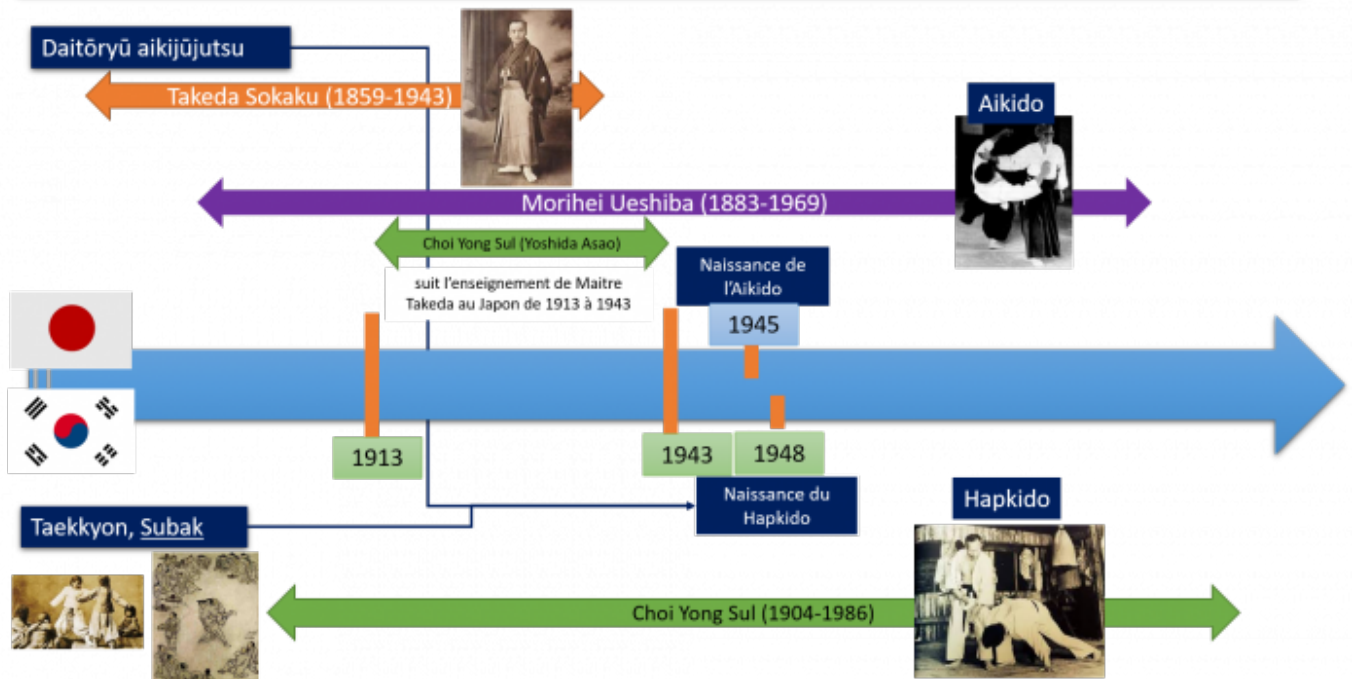 Daitōryū aikijūjutsu
Takeda Sokaku (1859-1943)
Aikido
Morihei Ueshiba (1883-1969)
Choi Yong Sul (Yoshida Asao)
suit l'enseignement de Maitre
Takeda au Japon de 1913 à 1943
Naissance de
l'Aikido
1945
1913
1943
1948
Naissance du
Hapkido
Taekkyon, Subak
Hapkido
Choi Yong Sul (1904-1986)